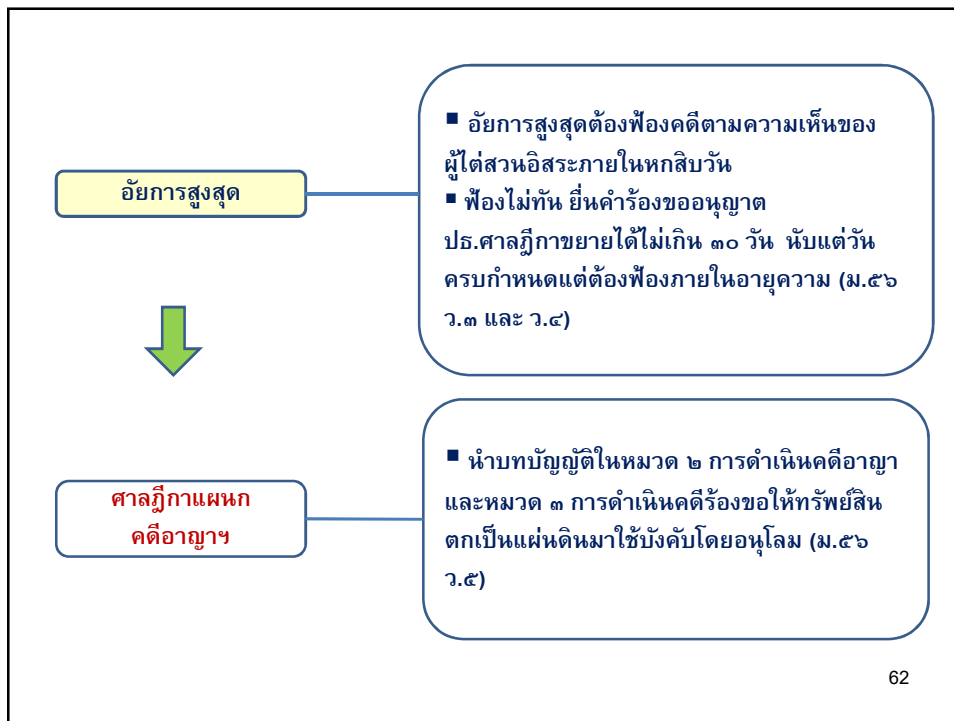 อัยการสูงสุด
▪ อัยการสูงสุดต้องฟ้องคดีตามความเห็นของ
ผู้ไต่สวนอิสระภายในหกสิบวัน
▪ ฟ้องไม่ทัน ยื่นคำร้องขออนุญาต
ปธ.ศาลฎีกาขยายได้ไม่เกิน ๓๐ วัน นับแต่วัน
ครบกำหนดแต่ต้องฟ้องภายในอายุความ (ม.๕๖
ว.๓ และ ว.๔)
ศาลฎีกาแผนก
คดีอาญาฯ
▪ นำบทบัญญัติในหมวด ๒ การดำเนินคดีอาญา
และหมวด ๓ การดำเนินคดีร้องขอให้ทรัพย์สิน
ตกเป็นแผ่นดินมาใช้บังคับโดยอนุโลม (ม.๕๖
ว.๕)
62